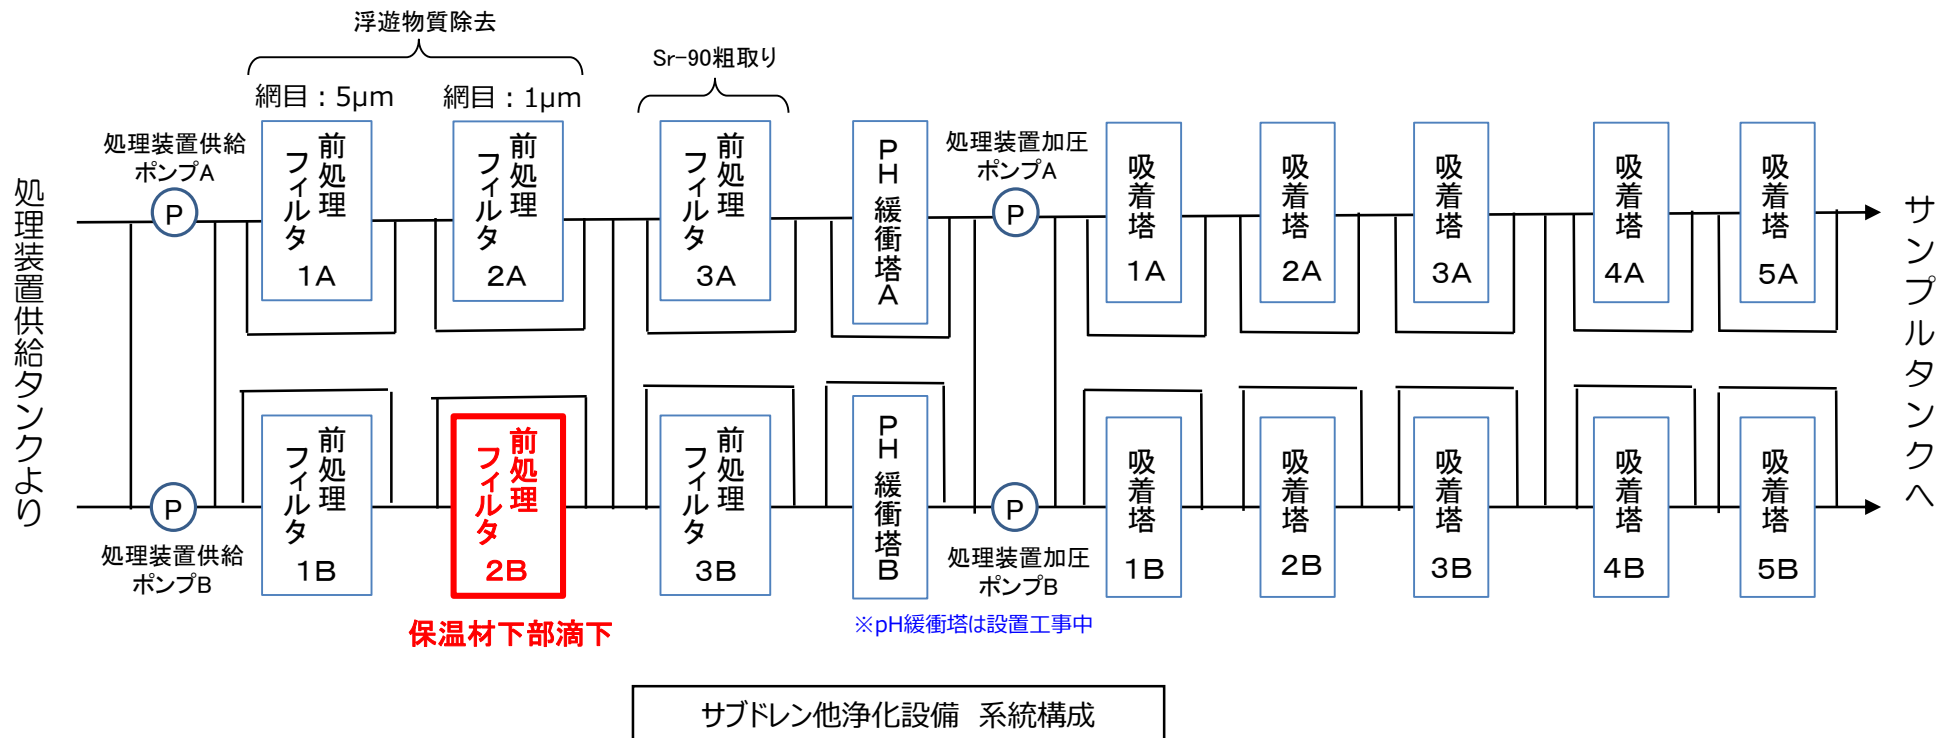 浮遊物質除去
Sr-90粗取り
網目：5μm
網目：1μm
処理装置供給タンクより
処理装置供給
ポンプA
P
前処理
フィルタ
1A
前処理
フィルタ
2A
前処理
フィルタ
3A
PH緩衝塔A
処理装置加圧
ポンプA
P
吸着塔
1A
吸着塔
2A
吸着塔
3A
吸着塔
4A
吸着塔
5A
サンプルタンクへ
P
処理装置供給
ポンプB
前処理
フィルタ
1B
前処理
フィルタ
2B
保温材下部滴下
前処理
フィルタ
3B
PH緩衝塔B
※pH緩衝塔は設置工事中
P
処理装置加圧
ポンプB
吸着塔
1B
吸着塔
2B
吸着塔
3B
吸着塔
4B
吸着塔
5B
サブドレン他浄化設備 系統構成